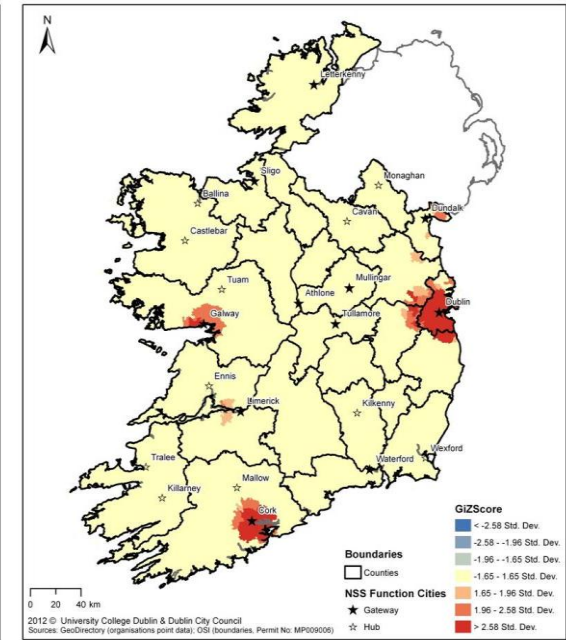 N
Letterkenny
Sligo
Monaghan
Ballina
Cavan
Dundalk
Castlebar
Mullingar
Tuam
Athlone
Dublin
Galway
Tullamore
Ennis
Limerick
Kilkenny
Wexford
Tralee
Waterford
Mallow
Killarney
Cork
GiZScore
< -2.58 Std. Dev.
-2.58 - -1.96 Std. Dev.
-1.96 - -1.65 Std. Dev.
-1.65 - 1.65 Std. Dev.
1.65 - 1.96 Std. Dev.
1.96 - 2.58 Std. Dev.
> 2.58 Std. Dev.
Boundaries
Counties
NSS Function Cities
Gateway
Hub
0 20 40 km
2012 © University College Dublin & Dublin City Council
Sources: GeoDirectory (organisations point data); OSI (boundaries, Permit No: MP009006)